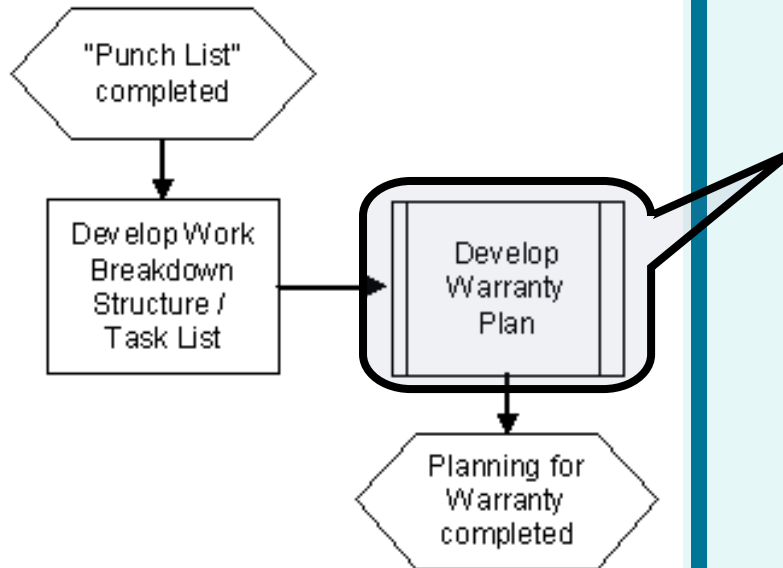 "Punch List"
completed
Develop Work
Breakdown
Structure /
Task List
Develop
Warranty
Plan
Planning for
Warranty
completed